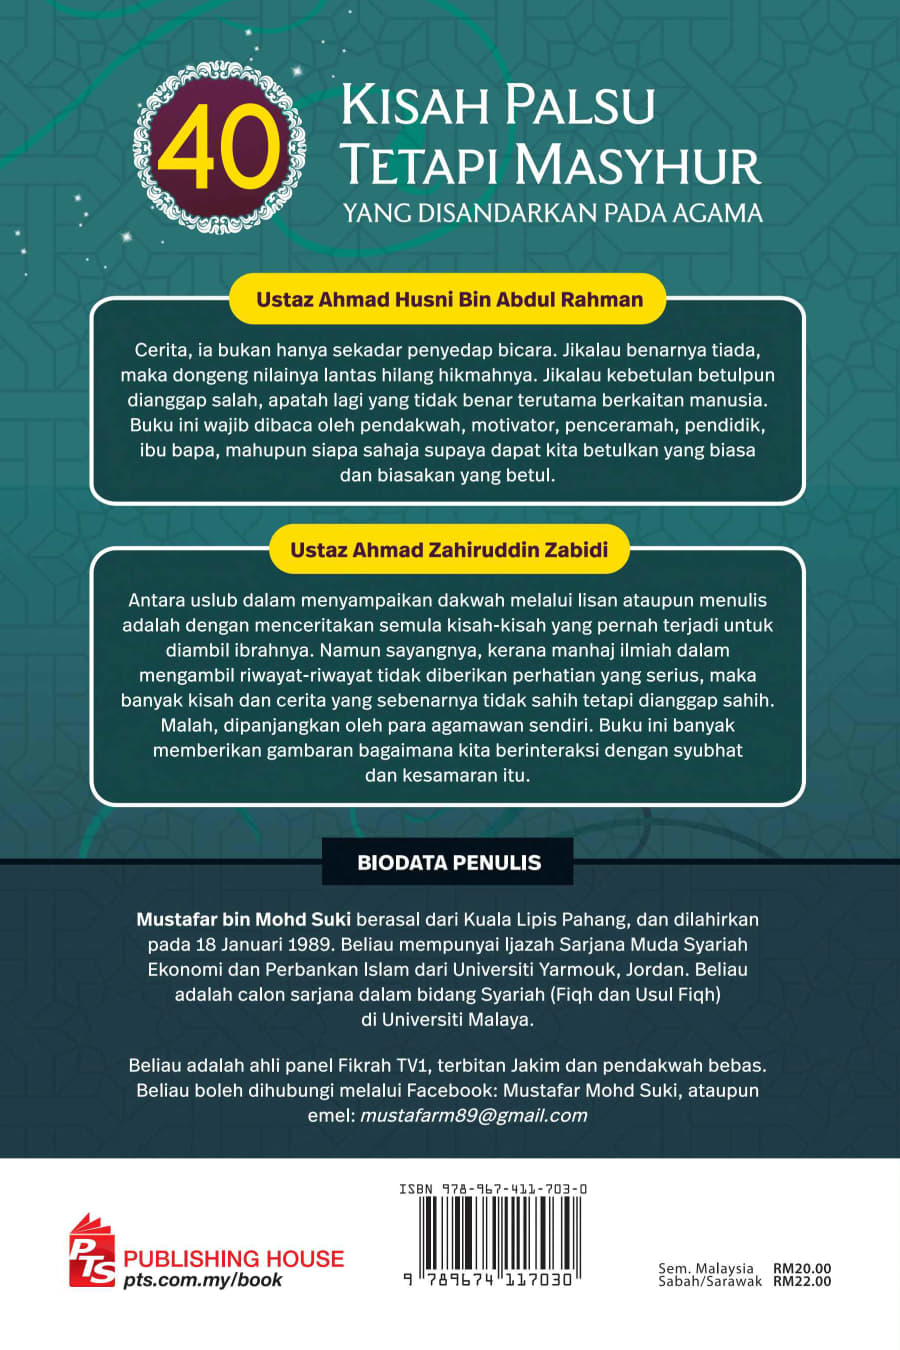 40
KISAH PALSU
TETAPI MASYHUR
YANG DISANDARKAN PADA AGAMA
Ustaz Ahmad Husni Bin Abdul Rahman
Cerita, ia bukan hanya sekadar penyedap bicara. Jikalau benarnya tiada,
maka dongeng nilainya lantas hilang hikmahnya. Jikalau kebetulan betulpun
dianggap salah, apatah lagi yang tidak benar terutama berkaitan manusia.
Buku ini wajib dibaca oleh pendakwah, motivator, penceramah, pendidik,
ibu bapa, mahupun siapa sahaja supaya dapat kita betulkan yang biasa
dan biasakan yang betul.
Ustaz Ahmad Zahiruddin Zabidi
Antara uslub dalam menyampaikan dakwah melalui lisan ataupun menulis
adalah dengan menceritakan semula kisah-kisah yang pernah terjadi untuk
diambil ibrahnya. Namun sayangnya, kerana manhaj ilmiah dalam
mengambil riwayat-riwayat tidak diberikan perhatian yang serius, maka
banyak kisah dan cerita yang sebenarnya tidak sahih tetapi dianggap sahih.
Malah, dipanjangkan oleh para agamawan sendiri. Buku ini banyak
memberikan gambaran bagaimana kita berinteraksi dengan syubhat
dan kesamaran itu.
BIODATA PENULIS
Mustafar bin Mohd Suki berasal dari Kuala Lipis Pahang, dan dilahirkan
pada 18 Januari 1989. Beliau mempunyai Ijazah Sarjana Muda Syariah
Ekonomi dan Perbankan Islam dari Universiti Yarmouk, Jordan. Beliau
adalah calon sarjana dalam bidang Syariah (Fiqh dan Usul Fiqh)
di Universiti Malaya.
Beliau adalah ahli panel Fikrah TV1, terbitan Jakim dan pendakwah bebas.
Beliau boleh dihubungi melalui Facebook: Mustafar Mohd Suki, ataupun
emel: mustafarm89@gmail.com
ISBN 978-967-411-703-0
9 789674 117030
PTS PUBLISHING HOUSE
pts.com.my/book
Sem. Malaysia RM20.00
Sabah/Sarawak RM22.00